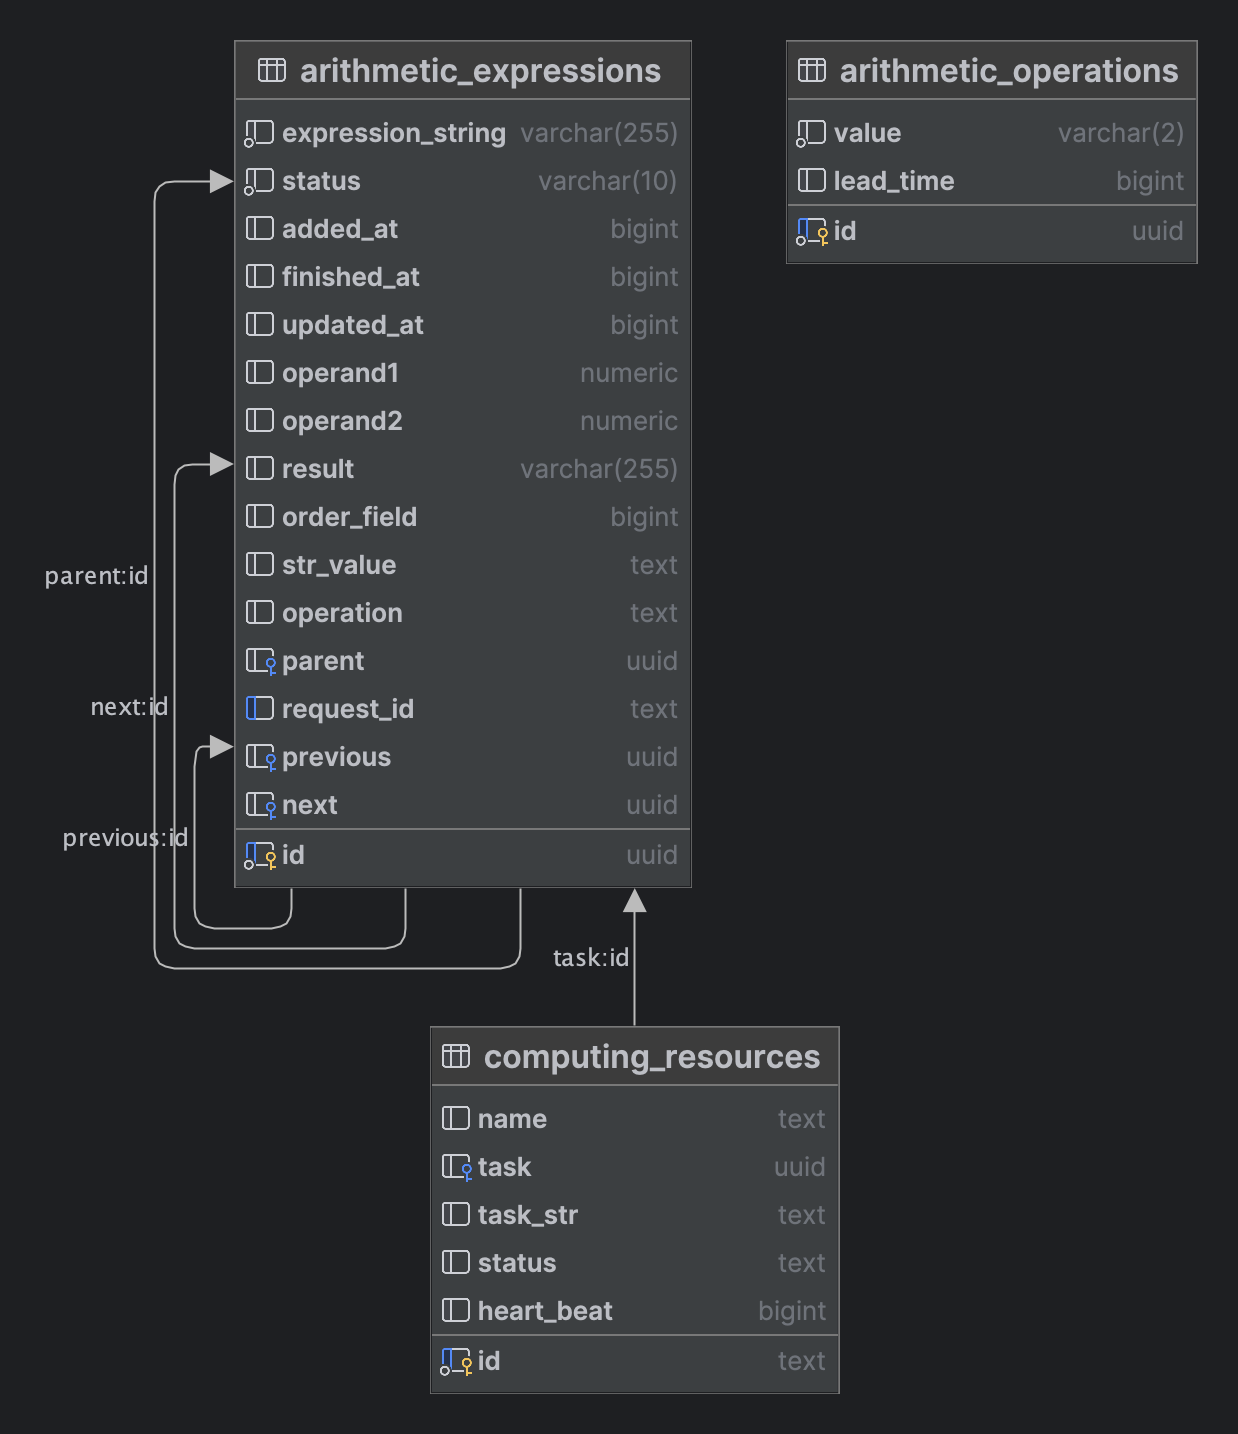 arithmetic_expressions
expression_string varchar(255)
status varchar(10)
added_at bigint
finished_at bigint
updated_at bigint
operand1 numeric
operand2 numeric
result varchar(255)
order_field bigint
str_value text
operation text
parent uuid
request_id text
previous uuid
next uuid
id uuid
arithmetic_operations
value varchar(2)
lead_time bigint
id uuid
parent:id
next:id
previous:id
task:id
computing_resources
name text
task uuid
task_str text
status text
heart_beat bigint
id text